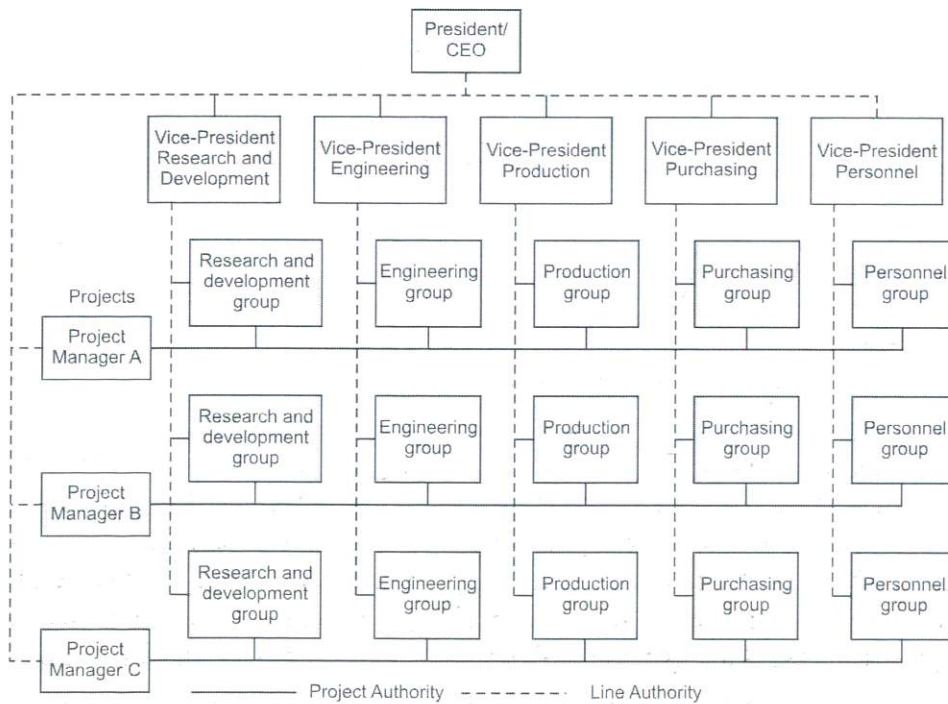 President/
CEO
Vice-President
Research and
Development
Vice-President
Engineering
Vice-President
Production
Vice-President
Purchasing
Vice-President
Personnel
Projects
Research and
development
group
Engineering
group
Production
group
Purchasing
group
Personnel
group
Project
Manager A
Research and
development
group
Engineering
group
Production
group
Purchasing
group
Personnel
group
Project
Manager B
Research and
development
group
Engineering
group
Production
group
Purchasing
group
Personnel
group
Project
Manager C
Project Authority
Line Authority